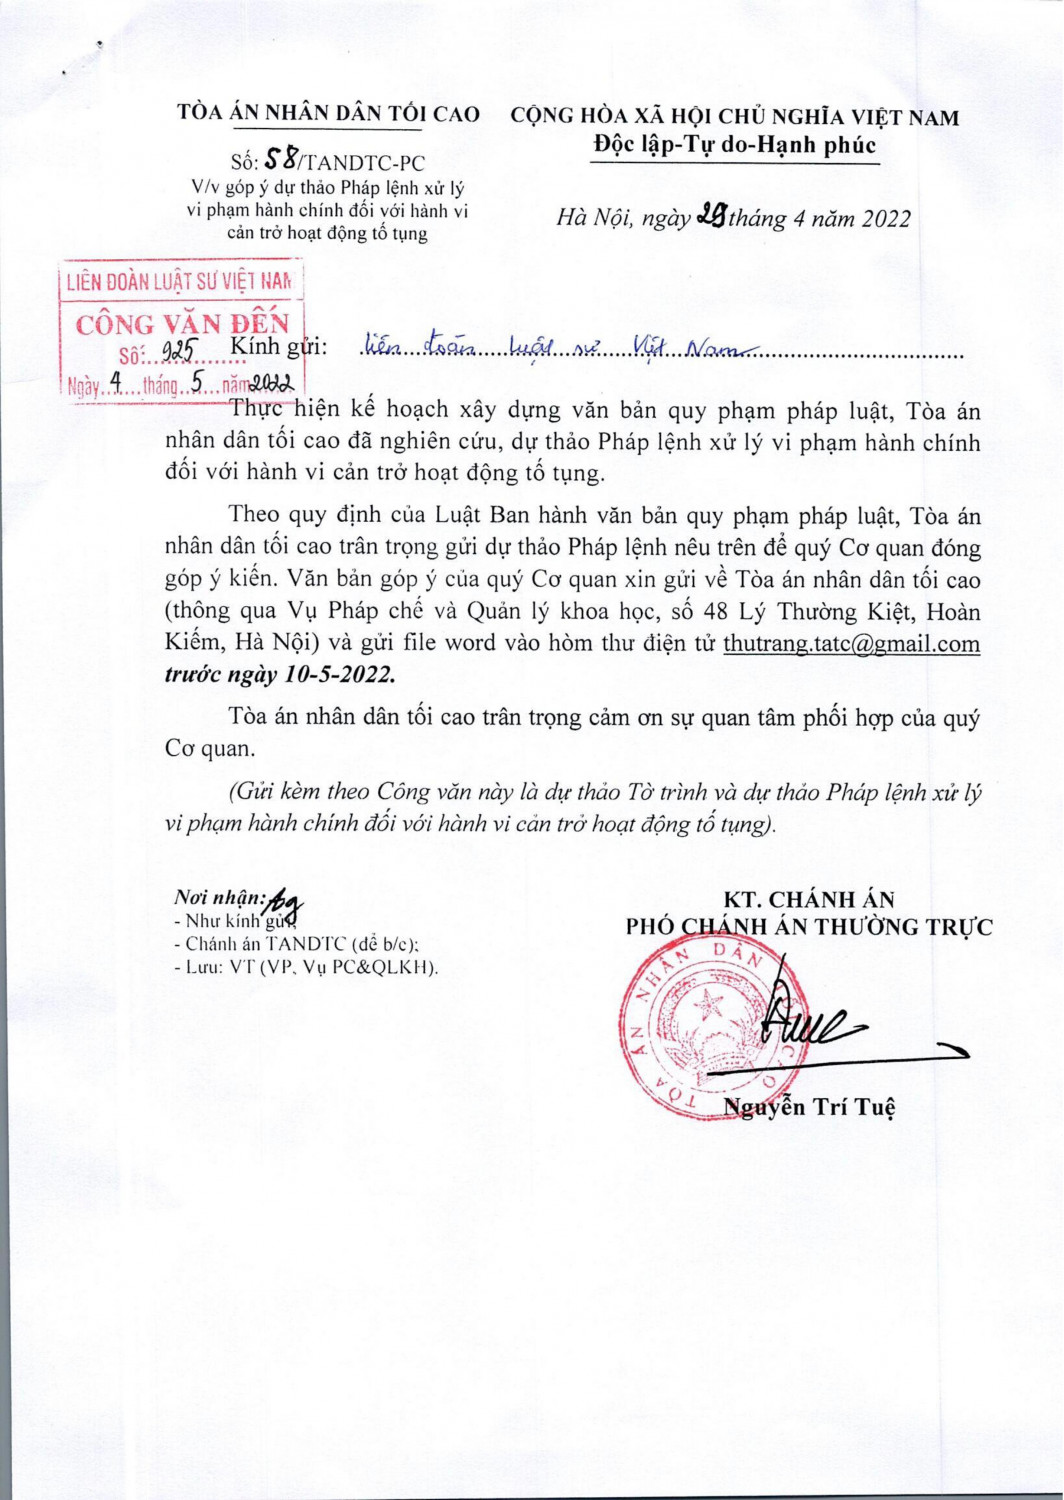 TÒA ÁN NHÂN DÂN TỐI CAO
Số: 58/TANDTC-PC
V/v góp ý dự thảo Pháp lệnh xử lý
vi phạm hành chính đối với hành vi
cản trở hoạt động tố tụng
CỘNG HÒA XÃ HỘI CHỦ NGHĨA VIỆT NAM
Độc lập-Tự do-Hạnh phúc
Hà Nội, ngày 29 tháng 4 năm 2022
LIÊN ĐOÀN LUẬT SƯ VIỆT NAM
CÔNG VĂN ĐẾN
Số:...925.........
Ngày..4....tháng..5...năm2022
Kính gửi: liên đoàn luật sư Việt Nam
Thực hiện kế hoạch xây dựng văn bản quy phạm pháp luật, Tòa án
nhân dân tối cao đã nghiên cứu, dự thảo Pháp lệnh xử lý vi phạm hành chính
đối với hành vi cản trở hoạt động tố tụng.
Theo quy định của Luật Ban hành văn bản quy phạm pháp luật, Tòa án
nhân dân tối cao trân trọng gửi dự thảo Pháp lệnh nêu trên để quý Cơ quan đóng
góp ý kiến. Văn bản góp ý của quý Cơ quan xin gửi về Tòa án nhân dân tối cao
(thông qua Vụ Pháp chế và Quản lý khoa học, số 48 Lý Thường Kiệt, Hoàn
Kiếm, Hà Nội) và gửi file word vào hòm thư điện tử thutrang.tatc@gmail.com
trước ngày 10-5-2022.
Tòa án nhân dân tối cao trân trọng cảm ơn sự quan tâm phối hợp của quý
Cơ quan.
(Gửi kèm theo Công văn này là dự thảo Tờ trình và dự thảo Pháp lệnh xử lý
vi phạm hành chính đối với hành vi cản trở hoạt động tố tụng).
Nơi nhận:
- Như kính gửi;
- Chánh án TANDTC (để b/c);
- Lưu: VT (VP, Vụ PC&QLKH).
KT. CHÁNH ÁN
PHÓ CHÁNH ÁN THƯỜNG TRỰC
TÒA ÁN NHÂN DÂN TỐI CAO
Nguyễn Trí Tuệ